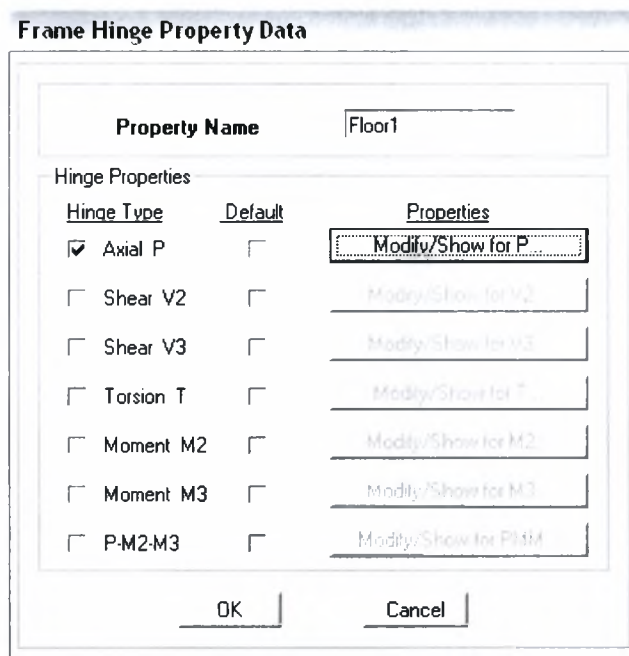 Frame Hinge Property Data
Property Name Floor1
Hinge Properties
Hinge Type Default Properties
Axial P Modify/Show for P...
Shear V2 Modify/Show for V2...
Shear V3 Modify/Show for V3...
Torsion T Modify/Show for T...
Moment M2 Modify/Show for M2...
Moment M3 Modify/Show for M3...
P-M2-M3 Modify/Show for PMM...
OK Cancel